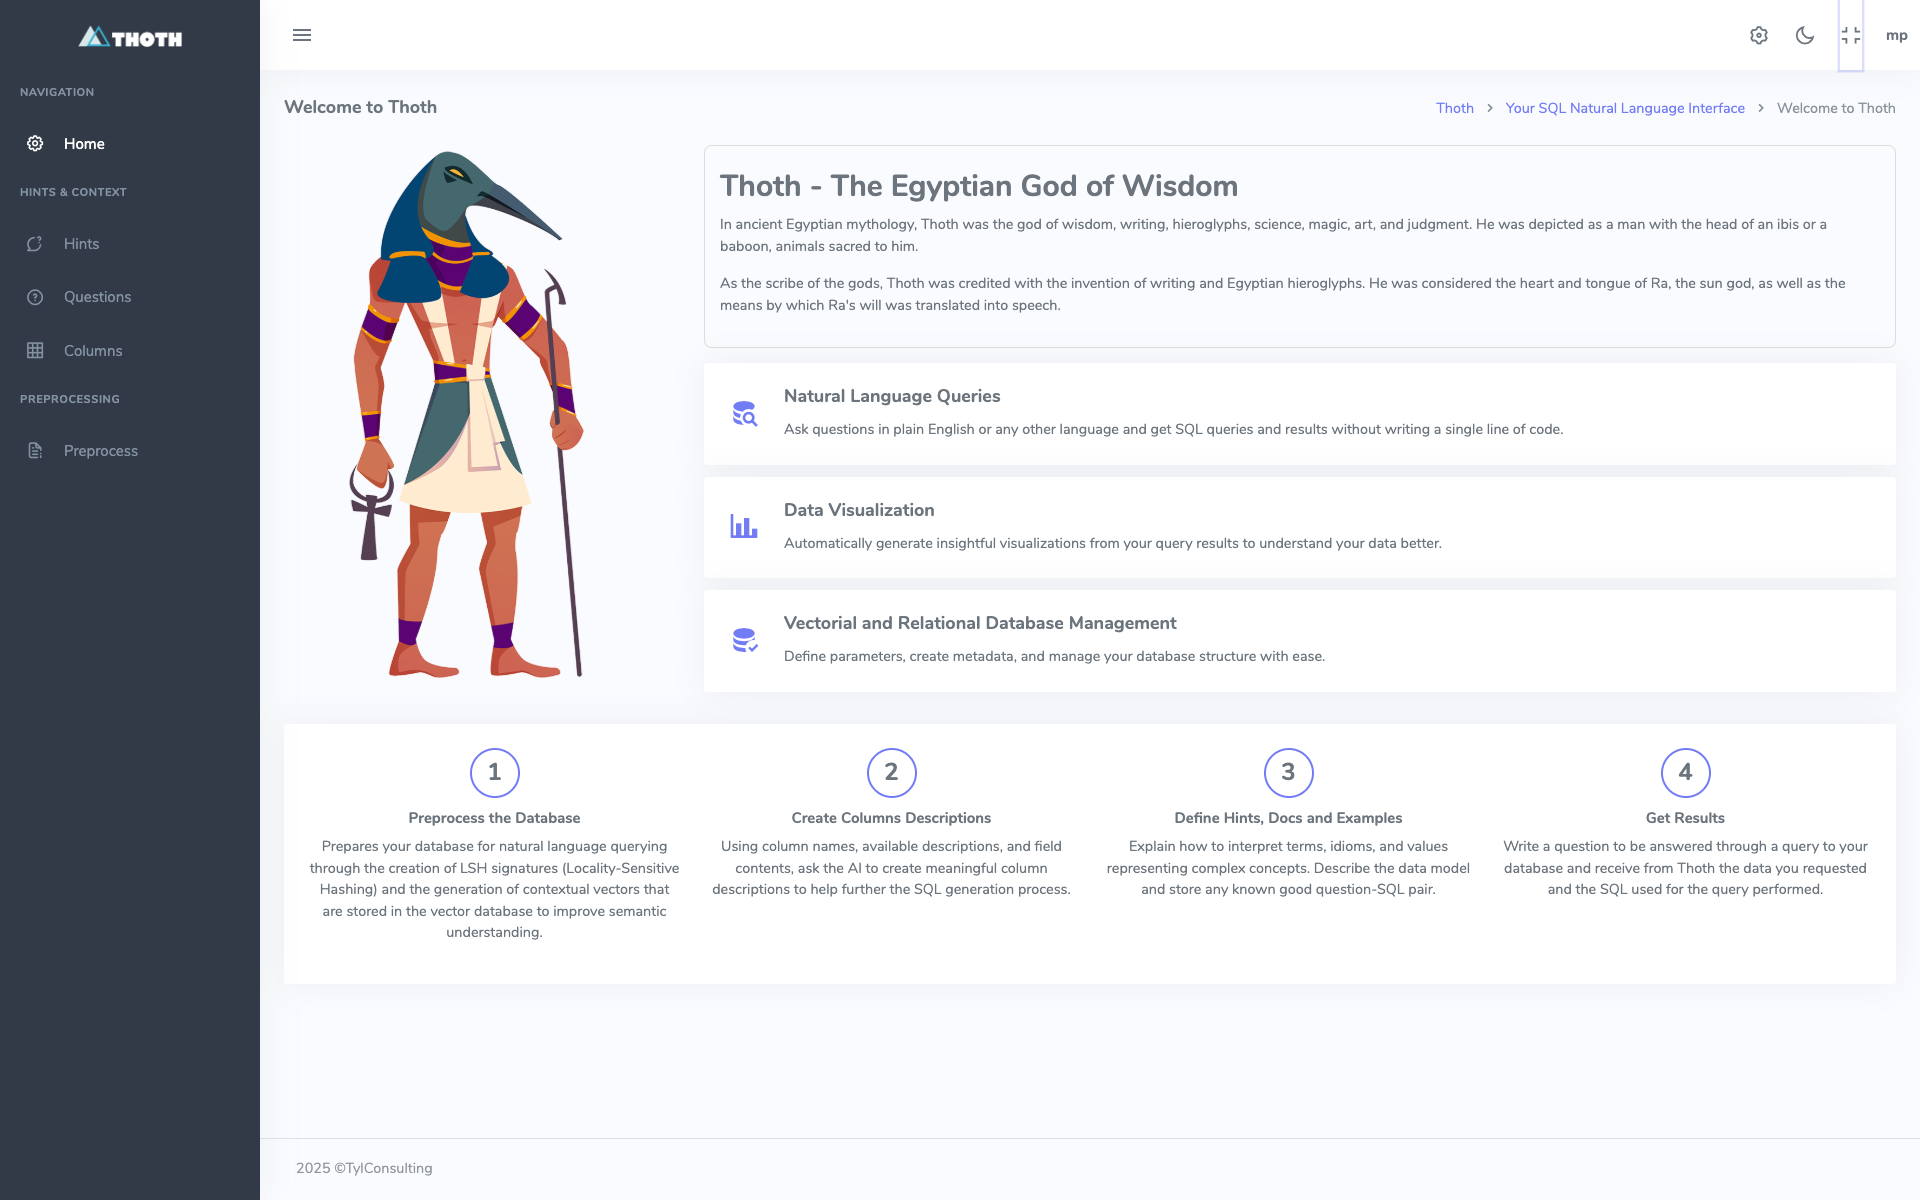 THOTH
NAVIGATION
Home
HINTS & CONTEXT
Hints
Questions
Columns
PREPROCESSING
Preprocess
mp
Welcome to Thoth
Thoth > Your SQL Natural Language Interface > Welcome to Thoth
Thoth - The Egyptian God of Wisdom
In ancient Egyptian mythology, Thoth was the god of wisdom, writing, hieroglyphs, science, magic, art, and judgment. He was depicted as a man with the head of an ibis or a
baboon, animals sacred to him.
As the scribe of the gods, Thoth was credited with the invention of writing and Egyptian hieroglyphs. He was considered the heart and tongue of Ra, the sun god, as well as the
means by which Ra's will was translated into speech.
Natural Language Queries
Ask questions in plain English or any other language and get SQL queries and results without writing a single line of code.
Data Visualization
Automatically generate insightful visualizations from your query results to understand your data better.
Vectorial and Relational Database Management
Define parameters, create metadata, and manage your database structure with ease.
1
Preprocess the Database
Prepares your database for natural language querying
through the creation of LSH signatures (Locality-Sensitive
Hashing) and the generation of contextual vectors that
are stored in the vector database to improve semantic
understanding.
2
Create Columns Descriptions
Using column names, available descriptions, and field
contents, ask the AI to create meaningful column
descriptions to help further the SQL generation process.
3
Define Hints, Docs and Examples
Explain how to interpret terms, idioms, and values
representing complex concepts. Describe the data model
and store any known good question-SQL pair.
4
Get Results
Write a question to be answered through a query to your
database and receive from Thoth the data you requested
and the SQL used for the query performed.
2025 ©TylConsulting